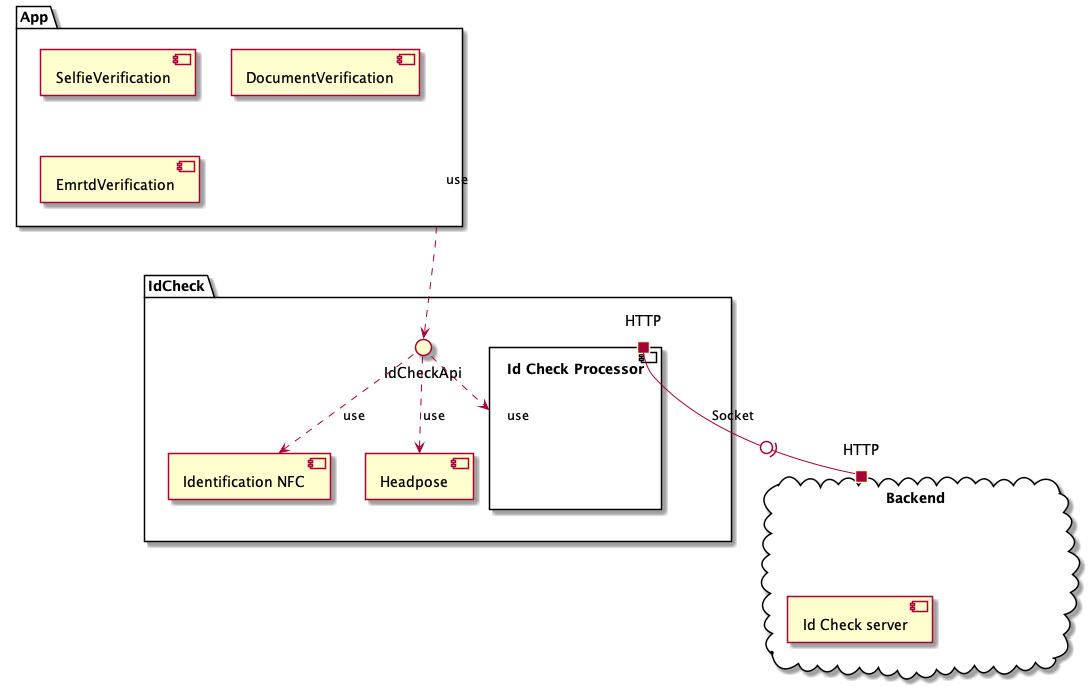 App
SelfieVerification
DocumentVerification
EmrtdVerification
use
IdCheck
HTTP
IdCheckApi
Id Check Processor
use
use
use
Socket
Identification NFC
Headpose
HTTP
Backend
Id Check server